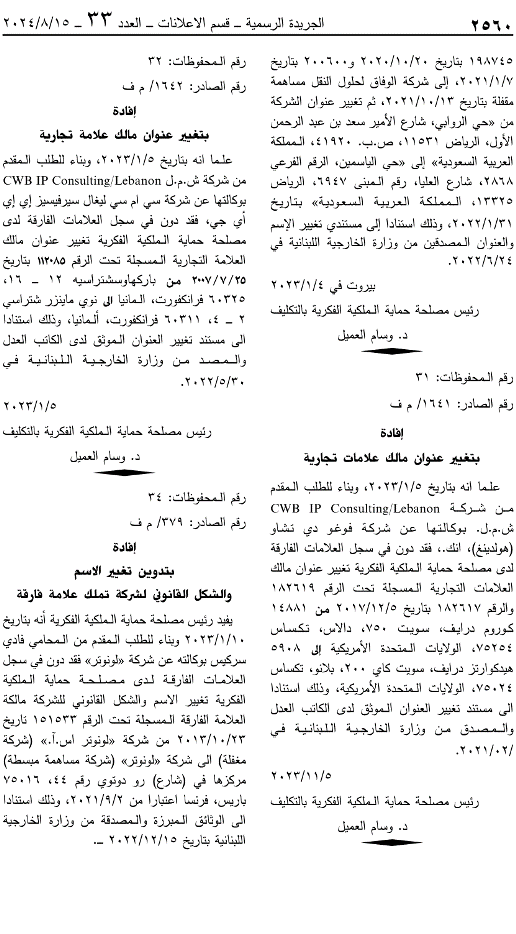 ٢٥٦٠
الجريدة الرسمية ــ قسم الاعلانات ــ العدد ٣٣ ــ ٢٠٢٤/٨/١٥
١٩٨٧٤٥ بتاريخ ٢٠٢٠/١٠/٢٠ و٢٠٠٦٠٠ بتاريخ
٢٠٢١/١/٧، إلى شركة الوفاق لحلول النقل مساهمة
مقفلة بتاريخ ٢٠٢١/١٠/١٣، ثم تغيير عنوان الشركة
من «حي الروابي، شارع الأمير سعد بن عبد الرحمن
الأول، الرياض ١١٥٣١، ص.ب. ٤١٩٢٠، المملكة
العربية السعودية» إلى «حي الياسمين، الرقم الفرعي
٢٨٦٨، شارع العليا، رقم المبنى ٦٩٤٧، الرياض
١٣٣٢٥، المملكة العربية السعودية» بتاريخ
٢٠٢٢/١/٣١، وذلك استنادا إلى مستندي تغيير الإسم
والعنوان المصدقين من وزارة الخارجية اللبنانية في
٢٠٢٢/٦/٢٤.
بيروت في ٢٠٢٣/١/٤
رئيس مصلحة حماية الملكية الفكرية بالتكليف
د. وسام العميل
رقم المحفوظات: ٣١
رقم الصادر: ١٦٤١/ م ف
إفادة
بتغيير عنوان مالك علامات تجارية
علما انه بتاريخ ٢٠٢٣/١/٥، وبناء للطلب المقدم
من شركة CWB IP Consulting/Lebanon
ش.م.ل. بوكالتها عن شركة فوغو دي تشاو
(هولدينغ)، انك.، فقد دون في سجل العلامات الفارقة
لدى مصلحة حماية الملكية الفكرية تغيير عنوان مالك
العلامات التجارية المسجلة تحت الرقم ١٨٢٦١٩
والرقم ١٨٢٦١٧ بتاريخ ٢٠١٧/١٢/٥ من ١٤٨٨١
كوروم درايف، سويت ٧٥٠، دالاس، تكساس
٧٥٢٥٤، الولايات المتحدة الأمريكية إلى ٥٩٠٨
هيدكوارتز درايف، سويت كاي ٢٠٠، بلانو، تكساس
٧٥٠٢٤، الولايات المتحدة الأمريكية، وذلك استنادا
الى مستند تغيير العنوان الموثق لدى الكاتب العدل
والمصدق من وزارة الخارجية اللبنانية في
٢٠٢١/٠٢/.
٢٠٢٣/١١/٥
رئيس مصلحة حماية الملكية الفكرية بالتكليف
د. وسام العميل
رقم المحفوظات: ٣٢
رقم الصادر: ١٦٤٢/ م ف
إفادة
بتغيير عنوان مالك علامة تجارية
علما انه بتاريخ ٢٠٢٣/١/٥، وبناء للطلب المقدم
من شركة CWB IP Consulting/Lebanon ش.م.ل
بوكالتها عن شركة سي ام سي ليغال سيرفيسيز إي إي
أي جي، فقد دون في سجل العلامات الفارقة لدى
مصلحة حماية الملكية الفكرية تغيير عنوان مالك
العلامة التجارية المسجلة تحت الرقم ١١٢٠٨٥ بتاريخ
٢٠٠٧/٧/٢٥ من باركهاوسشتراسيه ١٢ ــ ١٦،
٦٠٣٢٥ فرانكفورت، المانيا الى نوي ماينزر شتراسي
٢ ــ ٤، ٦٠٣١١ فرانكفورت، ألمانيا، وذلك استنادا
الى مستند تغيير العنوان الموثق لدى الكاتب العدل
والمصد من وزارة الخارجية اللبنانية في
٢٠٢٢/٥/٣٠.
٢٠٢٣/١/٥
رئيس مصلحة حماية الملكية الفكرية بالتكليف
د. وسام العميل
رقم المحفوظات: ٣٤
رقم الصادر: ٣٧٩/ م ف
إفادة
بتدوين تغيير الاسم
والشكل القانوني لشركة تملك علامة فارقة
يفيد رئيس مصلحة حماية الملكية الفكرية أنه بتاريخ
٢٠٢٣/١/١٠ وبناء للطلب المقدم من المحامي فادي
سركيس بوكالته عن شركة «لونوتر» فقد دون في سجل
العلامات الفارقة لدى مصلحة حماية الملكية
الفكرية تغيير الاسم والشكل القانوني للشركة مالكة
العلامة الفارقة المسجلة تحت الرقم ١٥١٥٣٣ تاريخ
٢٠١٣/١٠/٢٣ من شركة «لونوتر اس.آ.» (شركة
مغفلة) الى شركة «لونوتر» (شركة مساهمة مبسطة)
مركزها في (شارع) رو دوتوي رقم ٤٤، ٧٥٠١٦
باريس، فرنسا اعتبارا من ٢٠٢١/٩/٢، وذلك استنادا
الى الوثائق المبرزة والمصدقة من وزارة الخارجية
اللبنانية بتاريخ ٢٠٢٢/١٢/١٥ ــ.